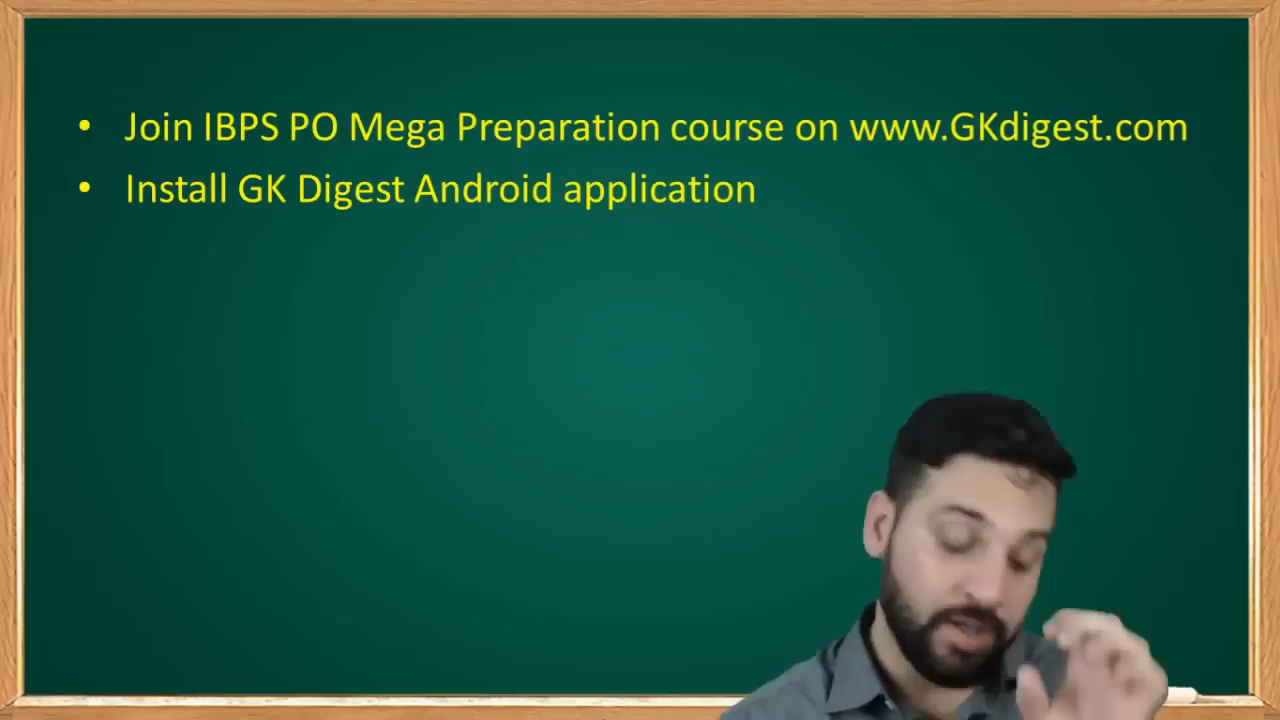 • Join IBPS PO Mega Preparation course on www.GKdigest.com
• Install GK Digest Android application